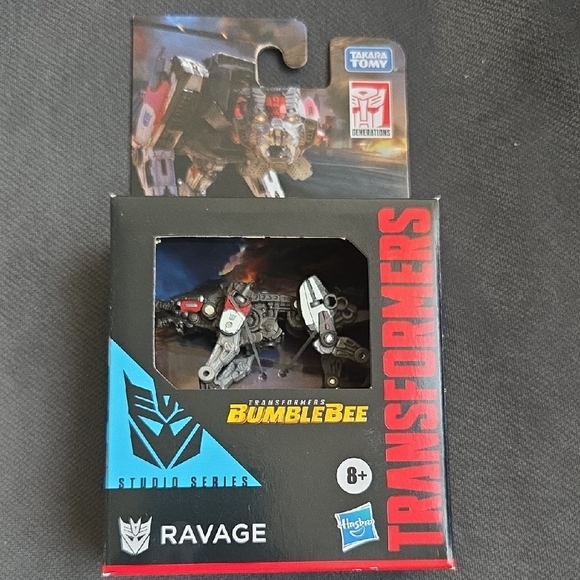 TAKARA
TOMY
GENERATIONS
TRANSFORMERS
TRANSFORMERS
BUMBLEBEE
STUDIO SERIES
8+
RAVAGE
Hasbro